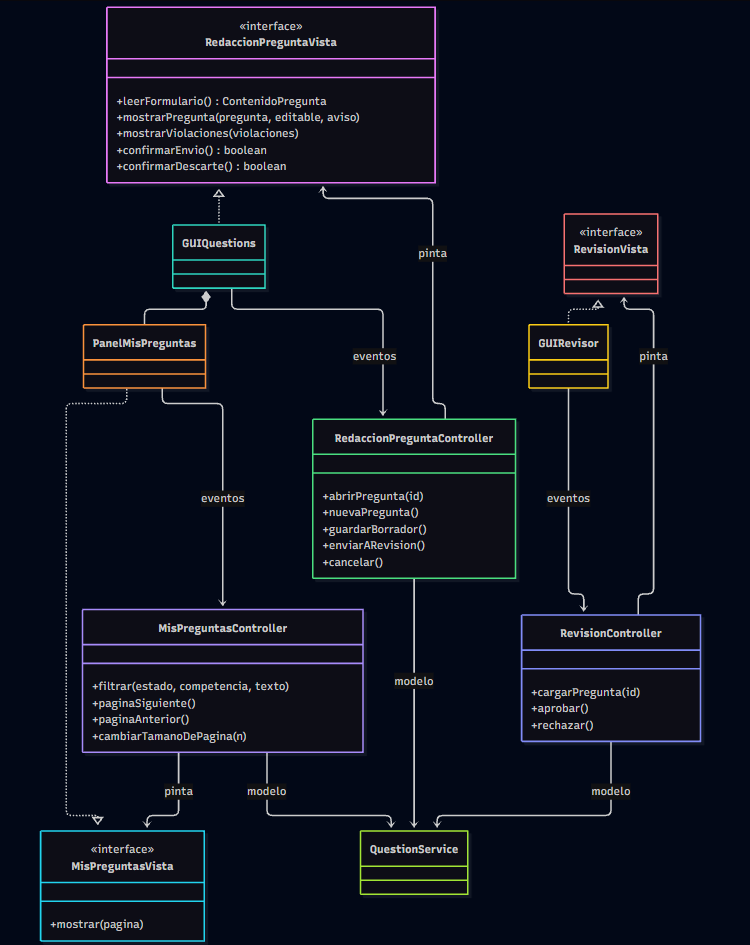 «interface»
RedaccionPreguntaVista
+leerFormulario() : ContenidoPregunta
+mostrarPregunta(pregunta, editable, aviso)
+mostrarViolaciones(violaciones)
+confirmarEnvio() : boolean
+confirmarDescarte() : boolean
GUIQuestions
«interface»
RevisionVista
pinta
PanelMisPreguntas
GUIRevisor
eventos
pinta
RedaccionPreguntaController
+abrirPregunta(id)
+nuevaPregunta()
+guardarBorrador()
+enviarARevision()
+cancelar()
eventos
eventos
MisPreguntasController
+filtrar(estado, competencia, texto)
+paginaSiguiente()
+paginaAnterior()
+cambiarTamanoDePagina(n)
RevisionController
+cargarPregunta(id)
+aprobar()
+rechazar()
modelo
pinta
modelo
modelo
«interface»
MisPreguntasVista
+mostrar(pagina)
QuestionService